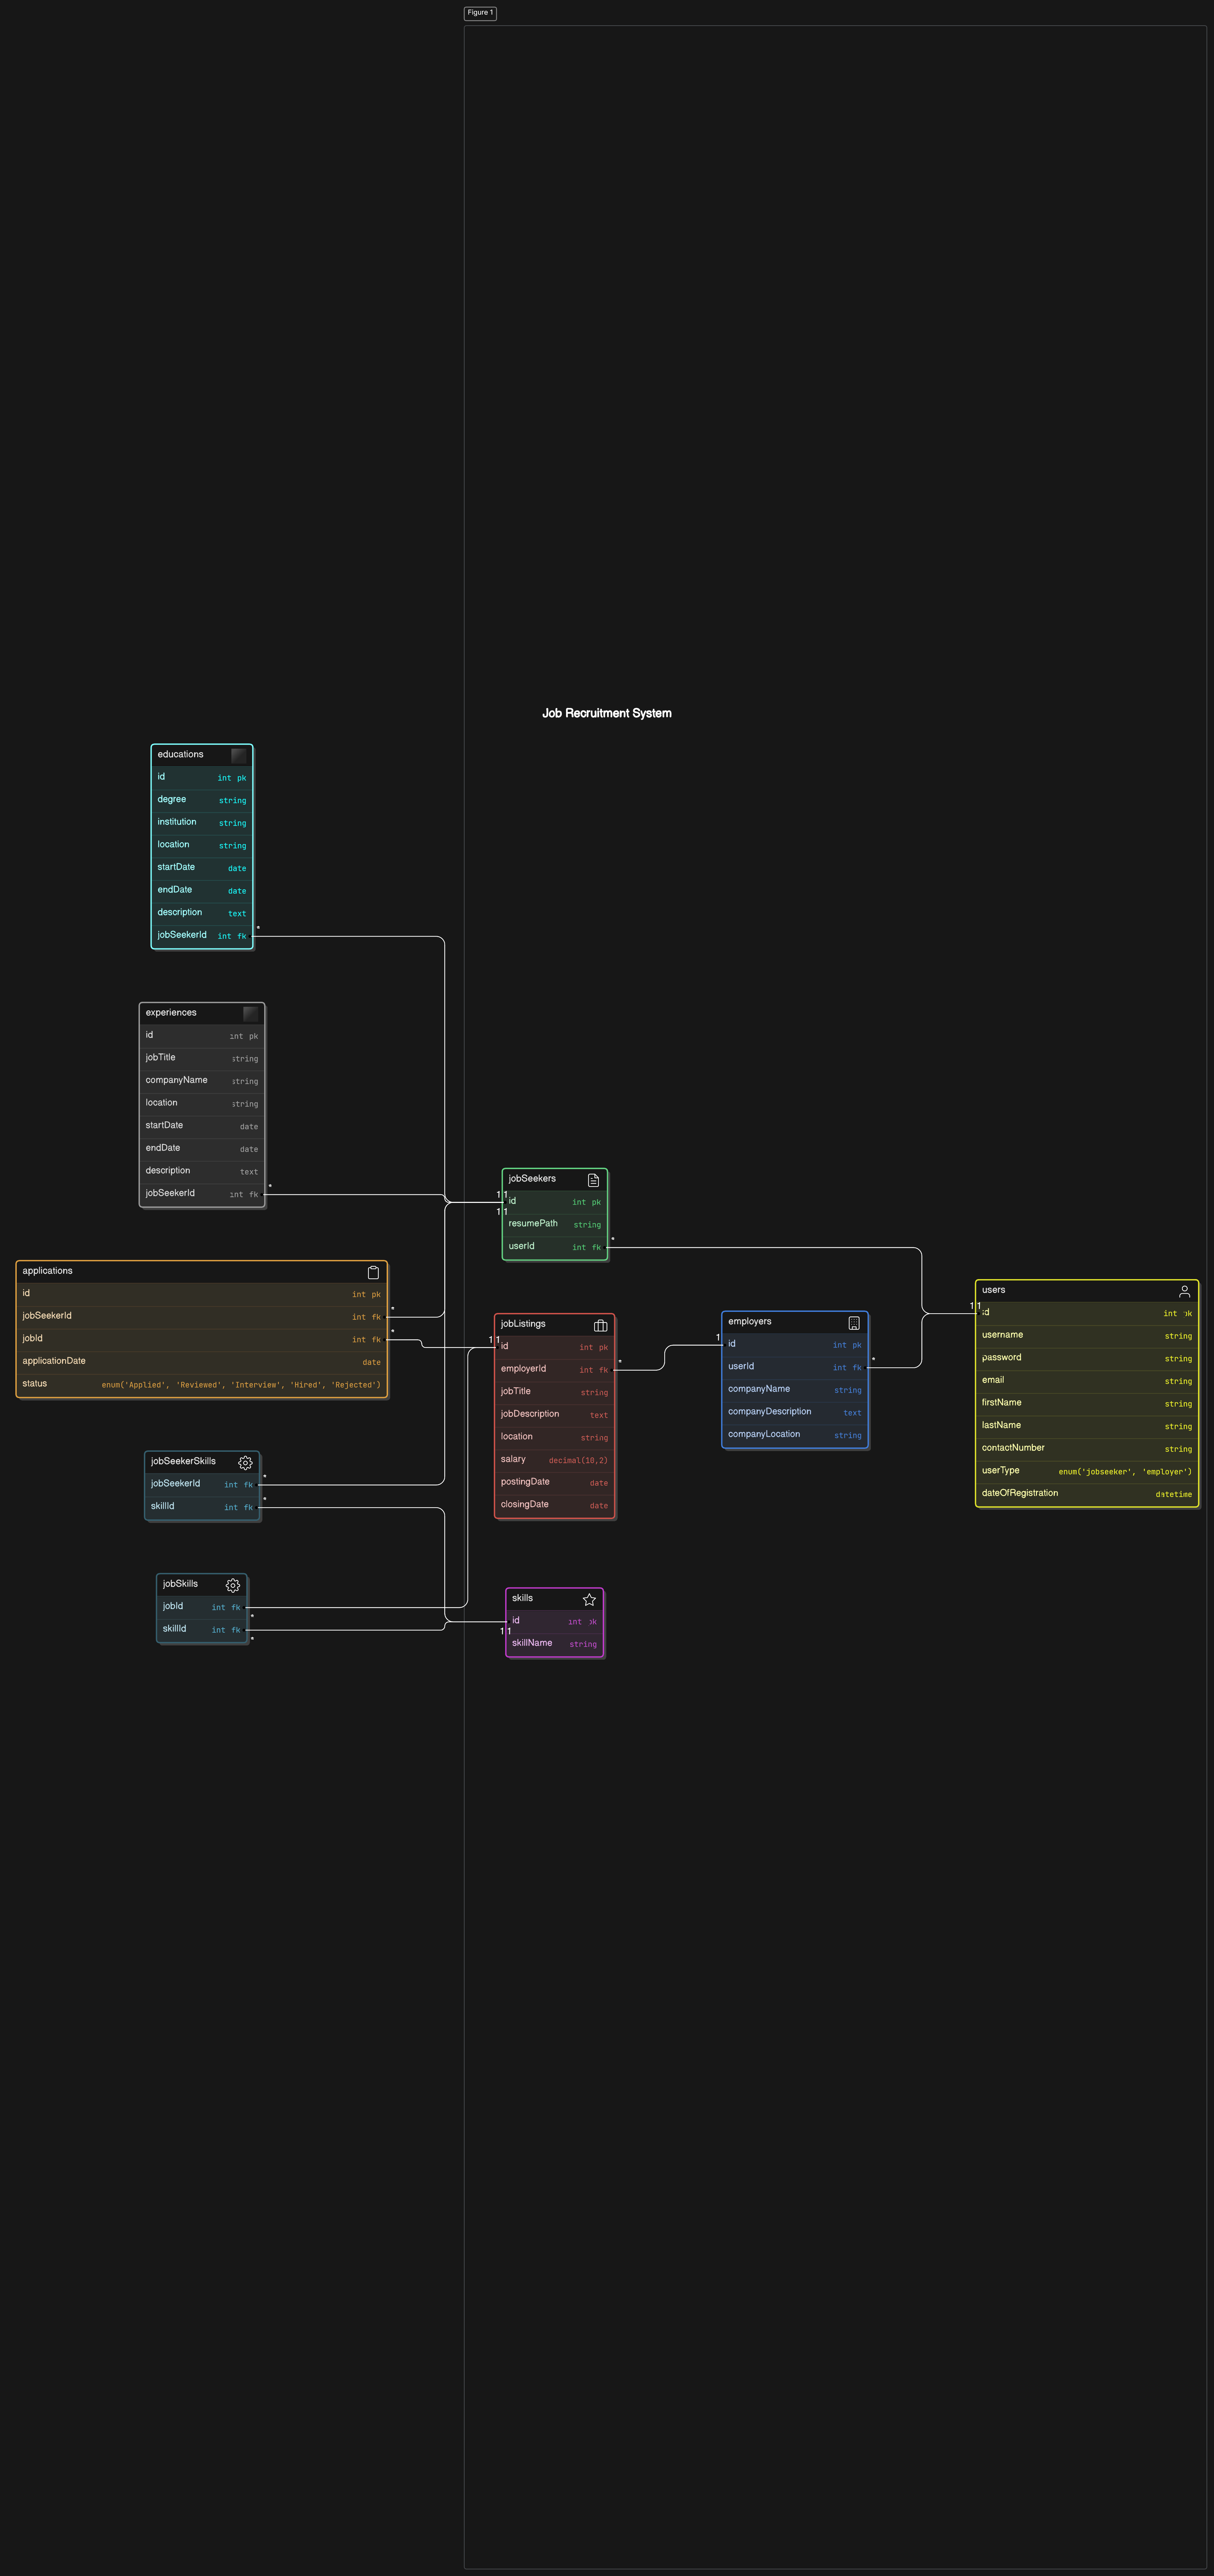 Figure 1
Job Recruitment System
educations
id int pk
degree string
institution string
location string
startDate date
endDate date
description text
jobSeekerId int fk
*
experiences
id int pk
jobTitle string
companyName string
location string
startDate date
endDate date
description text
jobSeekerId int fk
*
jobSeekers
1 1
id int pk
1 1
resumePath string
userId int fk
*
applications
id int pk
jobSeekerId int fk
*
jobId int fk
*
applicationDate date
status enum('Applied', 'Reviewed', 'Interview', 'Hired', 'Rejected')
jobListings
1 1
id int pk
employerId int fk
*
jobTitle string
jobDescription text
location string
salary decimal(10,2)
postingDate date
closingDate date
employers
1
id int pk
userId int fk
*
companyName string
companyDescription text
companyLocation string
users
1 1
id int pk
username string
password string
email string
firstName string
lastName string
contactNumber string
userType enum('jobseeker', 'employer')
dateOfRegistration datetime
jobSeekerSkills
jobSeekerId int fk
*
skillId int fk
*
jobSkills
jobId int fk
*
skillId int fk
*
skills
id int pk
1 1
skillName string